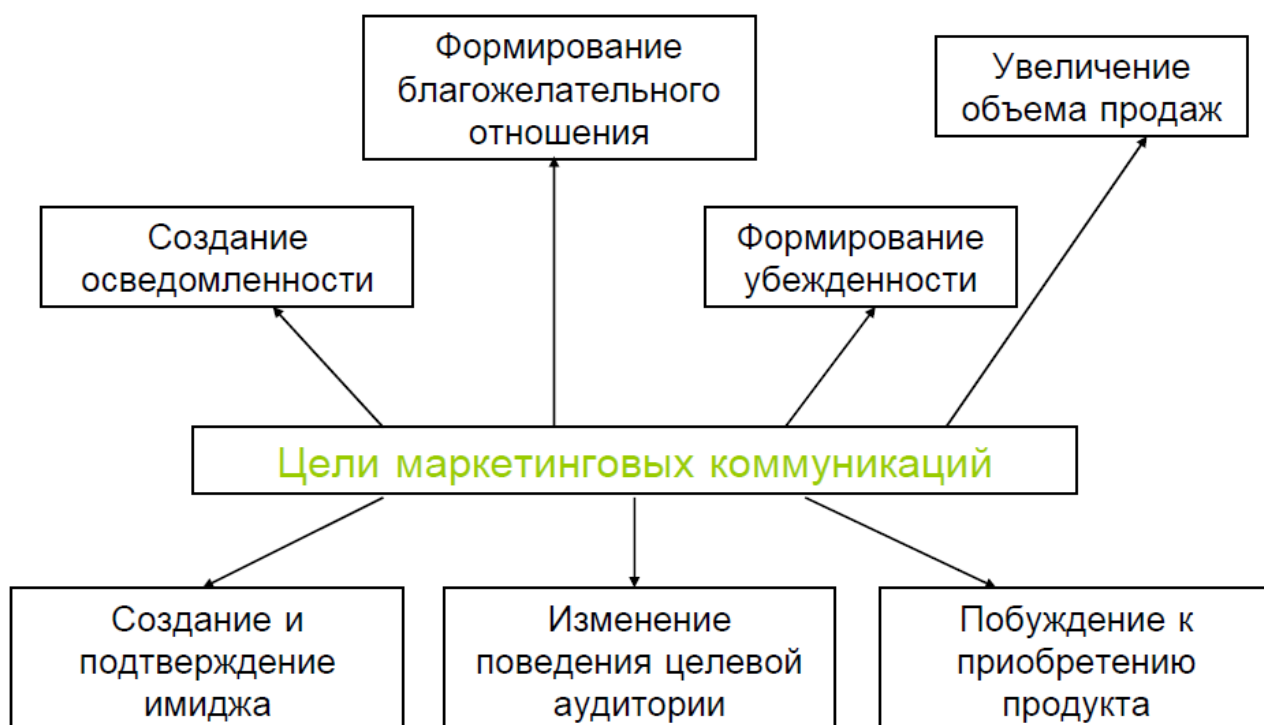 Формирование
благожелательного
отношения
Увеличение
объема продаж
Создание
осведомленности
Формирование
убежденности
Цели маркетинговых коммуникаций
Создание и
подтверждение
имиджа
Изменение
поведения целевой
аудитории
Побуждение к
приобретению
продукта